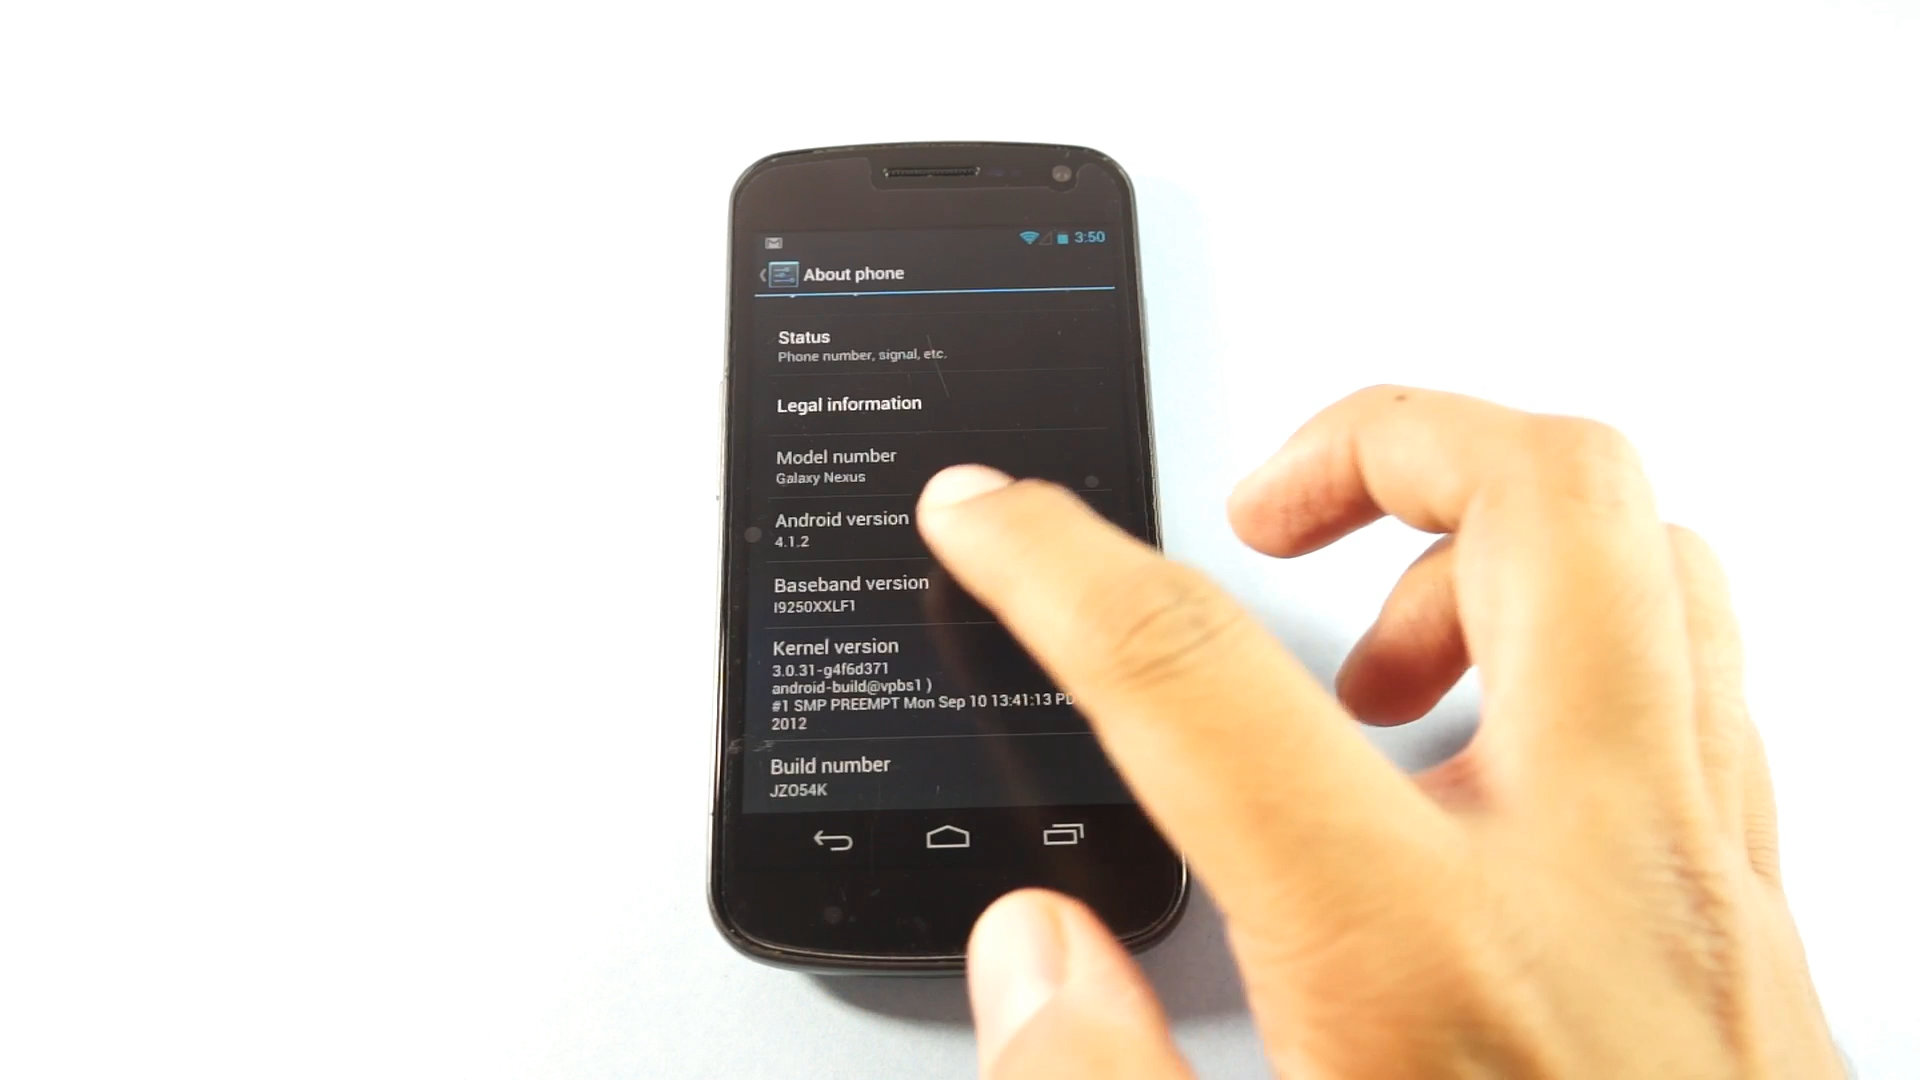 3:50
About phone
Status
Phone number, signal, etc.
Legal information
Model number
Galaxy Nexus
Android version
4.1.2
Baseband version
I9250XXLF1
Kernel version
3.0.31-g4f6d371
android-build@vpbs1 )
#1 SMP PREEMPT Mon Sep 10 13:41:13
2012
Build number
JZO54K